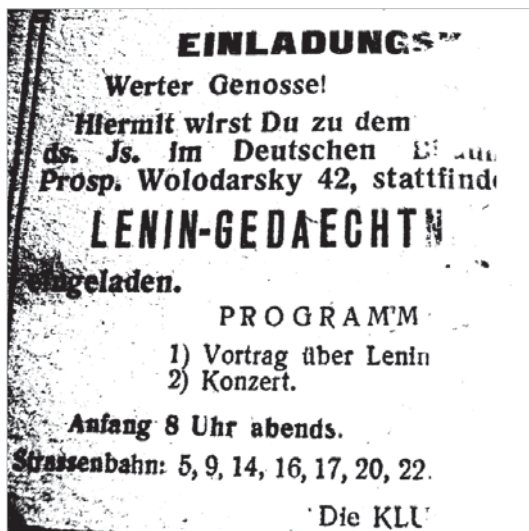 EINLADUNGS
Werter Genosse!
Hiermit wirst Du zu dem
ds. Js. im Deutschen
Prosp. Wolodarsky 42, stattfinde
LENIN-GEDAECHTN
eingeladen.
PROGRAMM
1) Vortrag über Lenin
2) Konzert.
Anfang 8 Uhr abends.
Strassenbahn: 5, 9, 14, 16, 17, 20, 22.
Die KLU